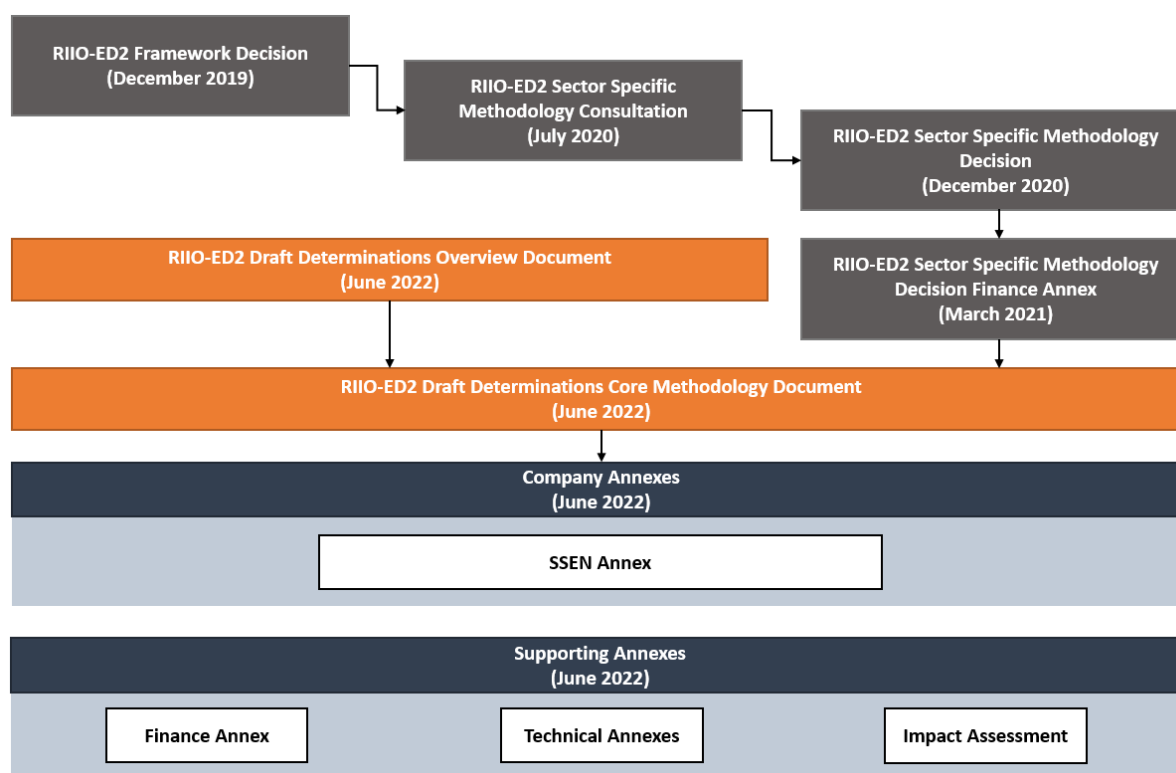 RIIO-ED2 Framework Decision
(December 2019)
RIIO-ED2 Sector Specific
Methodology Consultation
(July 2020)
RIIO-ED2 Sector Specific Methodology
Decision
(December 2020)
RIIO-ED2 Draft Determinations Overview Document
(June 2022)
RIIO-ED2 Sector Specific Methodology
Decision Finance Annex
(March 2021)
RIIO-ED2 Draft Determinations Core Methodology Document
(June 2022)
Company Annexes
(June 2022)
SSEN Annex
Supporting Annexes
(June 2022)
Finance Annex
Technical Annexes
Impact Assessment